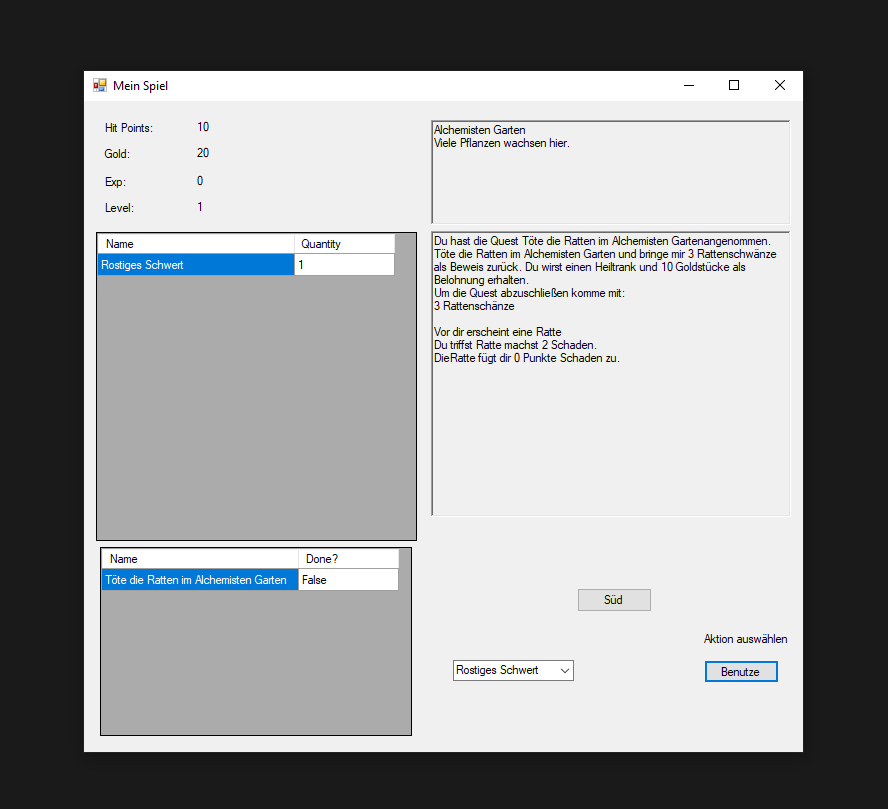 Mein Spiel
Hit Points: 10
Gold: 20
Exp: 0
Level: 1
Name Quantity
Rostiges Schwert 1
Name Done?
Töte die Ratten im Alchemisten Garten False
Alchemisten Garten
Viele Pflanzen wachsen hier.
Du hast die Quest Töte die Ratten im Alchemisten Gartenangenommen.
Töte die Ratten im Alchemisten Garten und bringe mir 3 Rattenschwänze
als Beweis zurück. Du wirst einen Heiltrank und 10 Goldstücke als
Belohnung erhalten.
Um die Quest abzuschließen komme mit:
3 Rattenschänze
Vor dir erscheint eine Ratte
Du triffst Ratte machst 2 Schaden.
DieRatte fügt dir 0 Punkte Schaden zu.
Süd
Aktion auswählen
Rostiges Schwert
Benutze